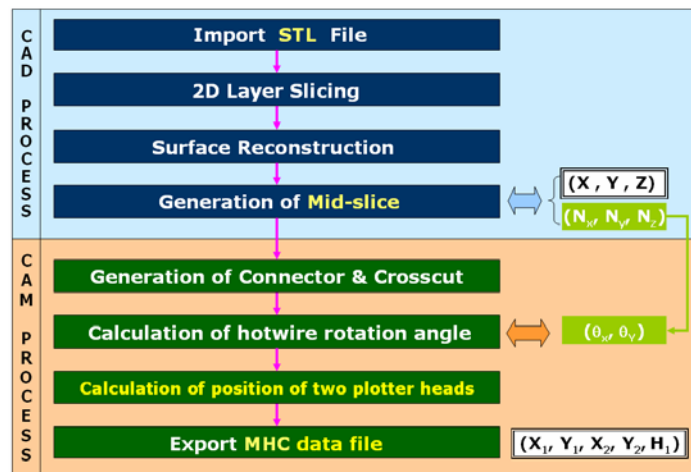 CAD PROCESS
Import STL File
2D Layer Slicing
Surface Reconstruction
Generation of Mid-slice
(X , Y , Z)
(Nx, Ny, Nz)
CAM PROCESS
Generation of Connector & Crosscut
Calculation of hotwire rotation angle
(θx, θY)
Calculation of position of two plotter heads
Export MHC data file
(X1, Y1, X2, Y2, H1)